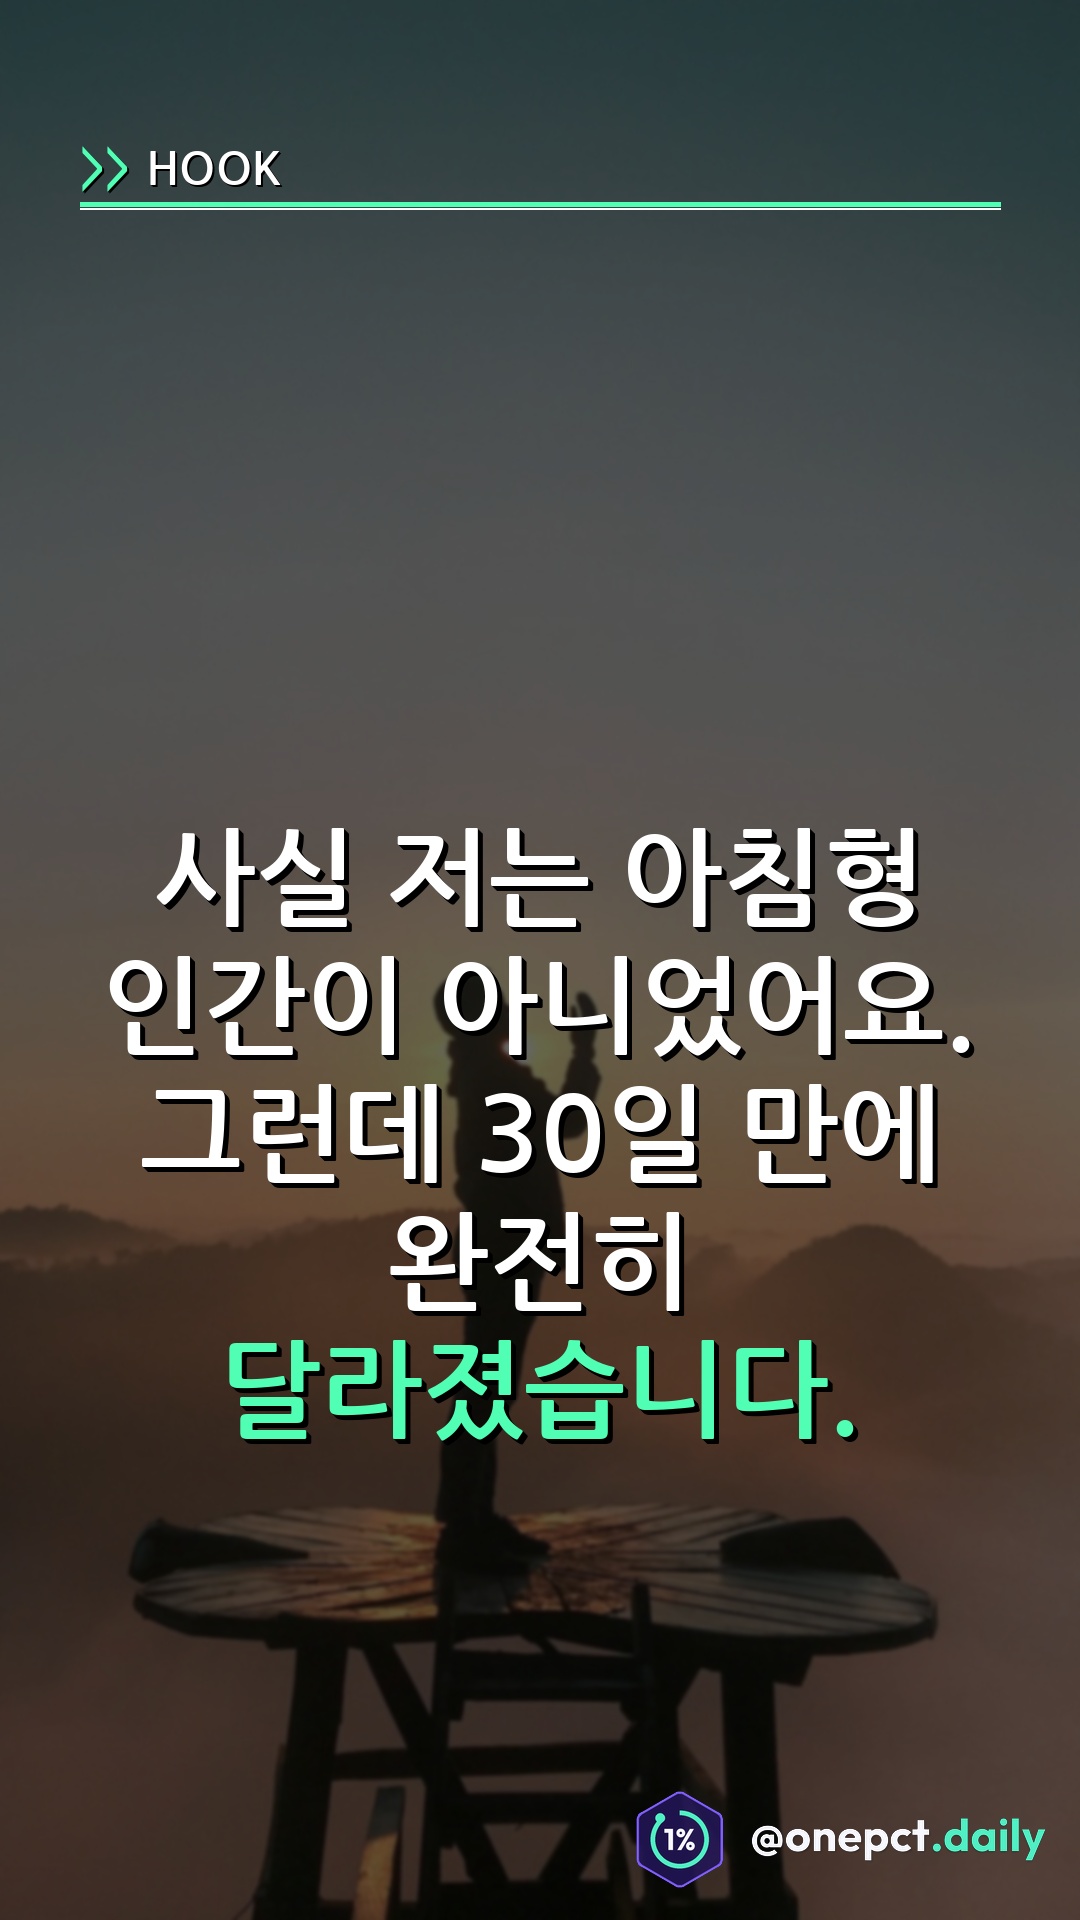 HOOK
사실 저는 아침형
인간이 아니었어요.
그런데 30일 만에
완전히
달라졌습니다.
1% @onepct.daily